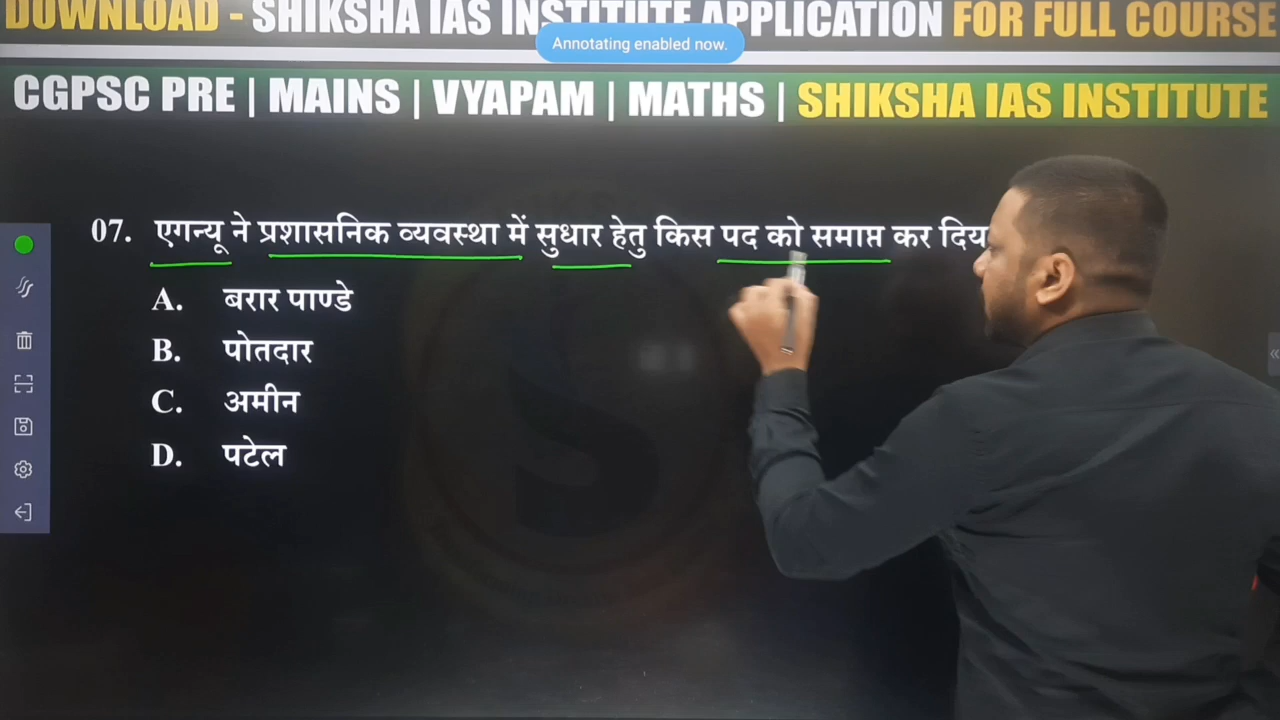 DOWNLOAD - SHIKSHA IAS INSTITUTE APPLICATION FOR FULL COURSE
Annotating enabled now.
CGPSC PRE | MAINS | VYAPAM | MATHS | SHIKSHA IAS INSTITUTE
07. एगन्यू ने प्रशासनिक व्यवस्था में सुधार हेतु किस पद को समाप्त कर
A. बरार पाण्डे
B. पोतदार
C. अमीन
D. पटेल